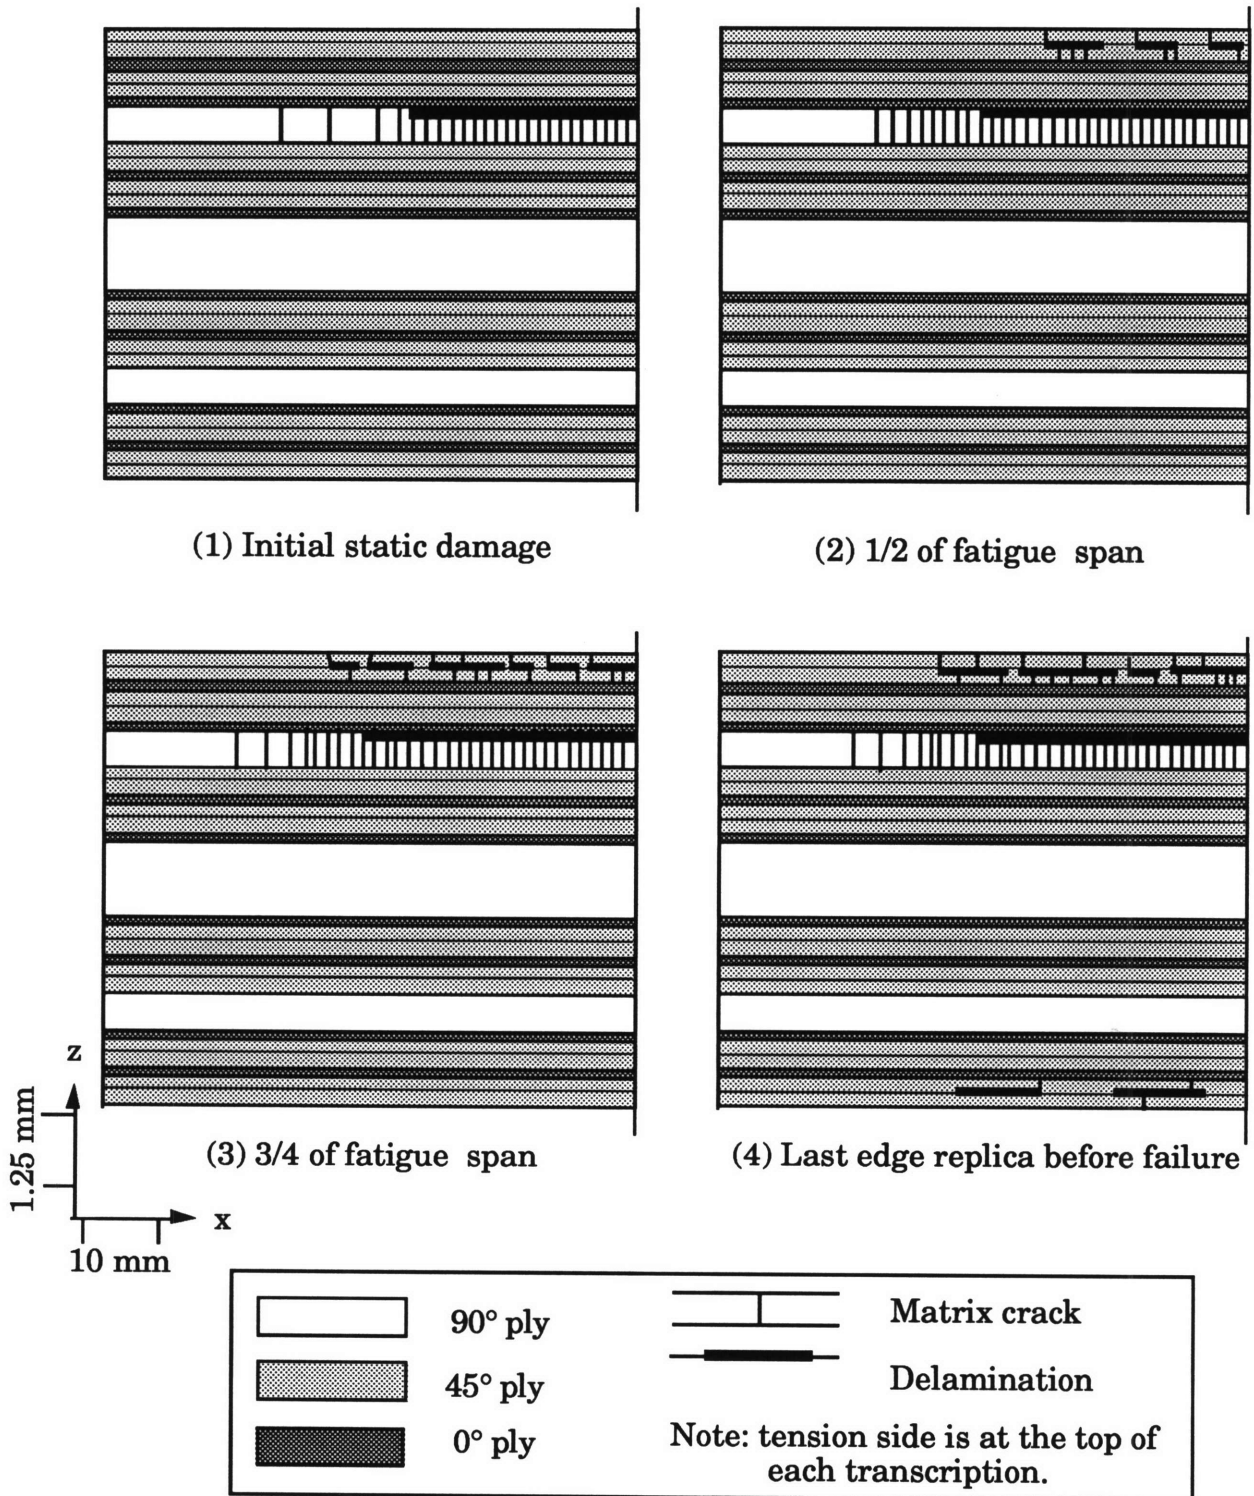 (1) Initial static damage
(2) 1/2 of fatigue span
(3) 3/4 of fatigue span
(4) Last edge replica before failure
z
1.25 mm
x
10 mm
90° ply
Matrix crack
45° ply
Delamination
0° ply
Note: tension side is at the top of
each transcription.